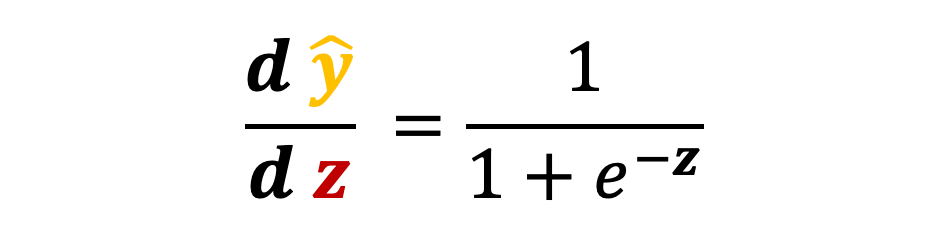 d ŷ / d z = 1 / (1 + e^{−z})